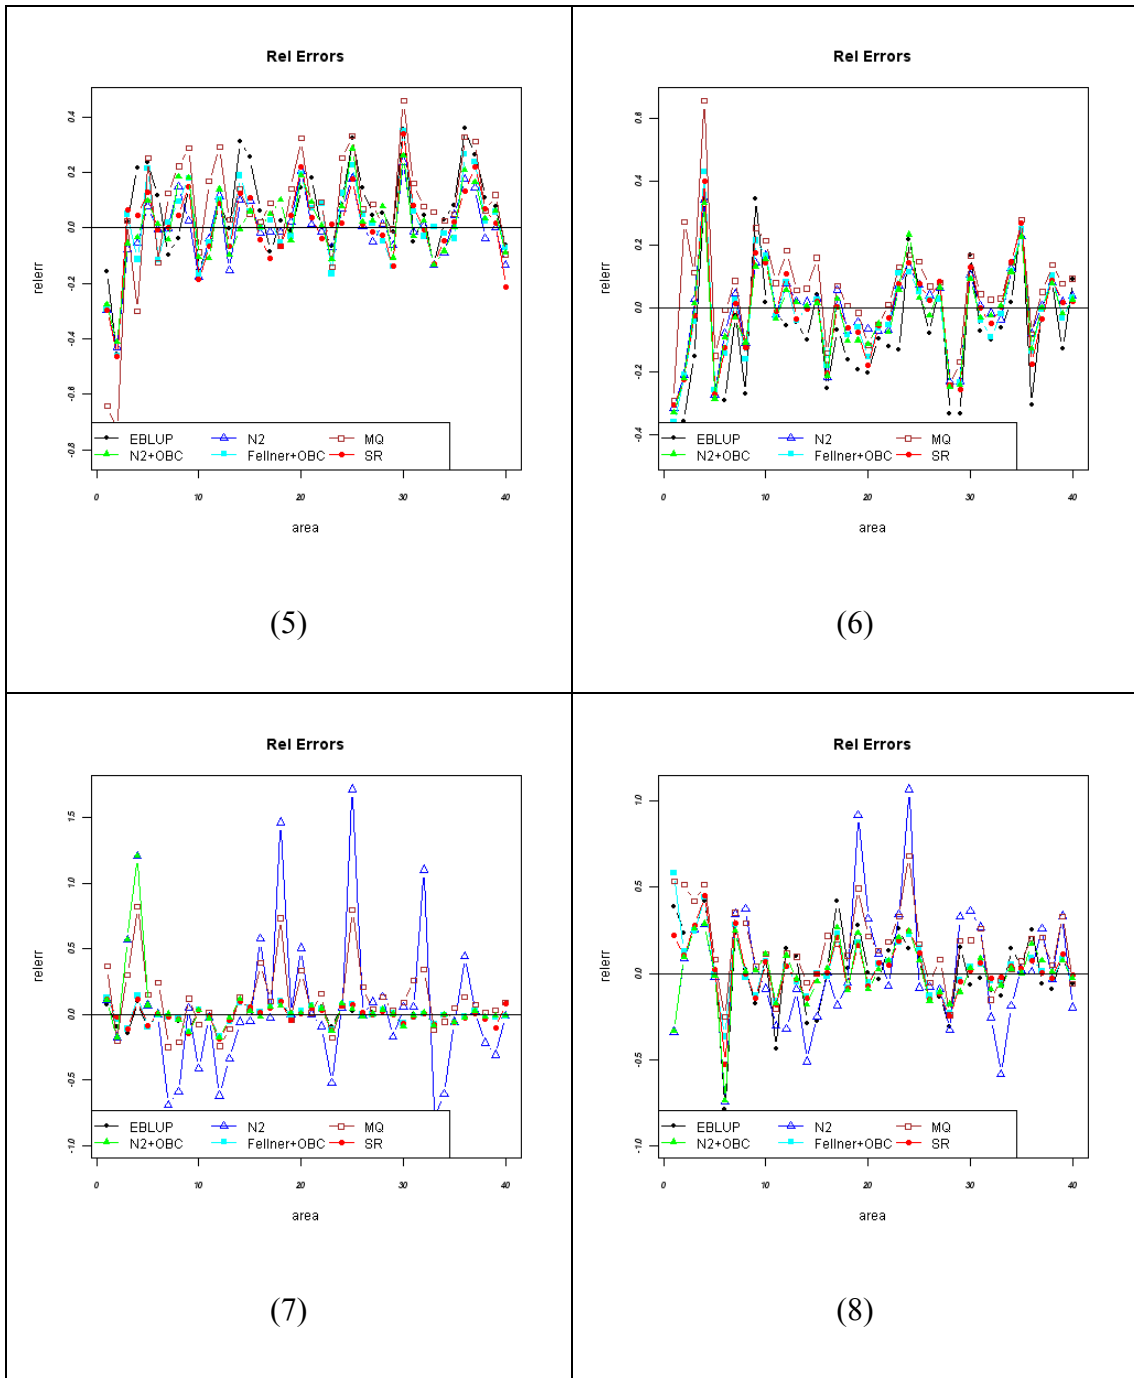 Rel Errors
relerr
0.4
0.2
0.0
-0.2
-0.4
-0.6
-0.8
EBLUP N2 MQ
N2+OBC Fellner+OBC SR
0 10 20 30 40
area
(5)
Rel Errors
relerr
0.6
0.4
0.2
0.0
-0.2
-0.4
EBLUP N2 MQ
N2+OBC Fellner+OBC SR
0 10 20 30 40
area
(6)
Rel Errors
relerr
1.5
1.0
0.5
0.0
-0.5
-1.0
EBLUP N2 MQ
N2+OBC Fellner+OBC SR
0 10 20 30 40
area
(7)
Rel Errors
relerr
1.0
0.5
0.0
-0.5
-1.0
EBLUP N2 MQ
N2+OBC Fellner+OBC SR
0 10 20 30 40
area
(8)